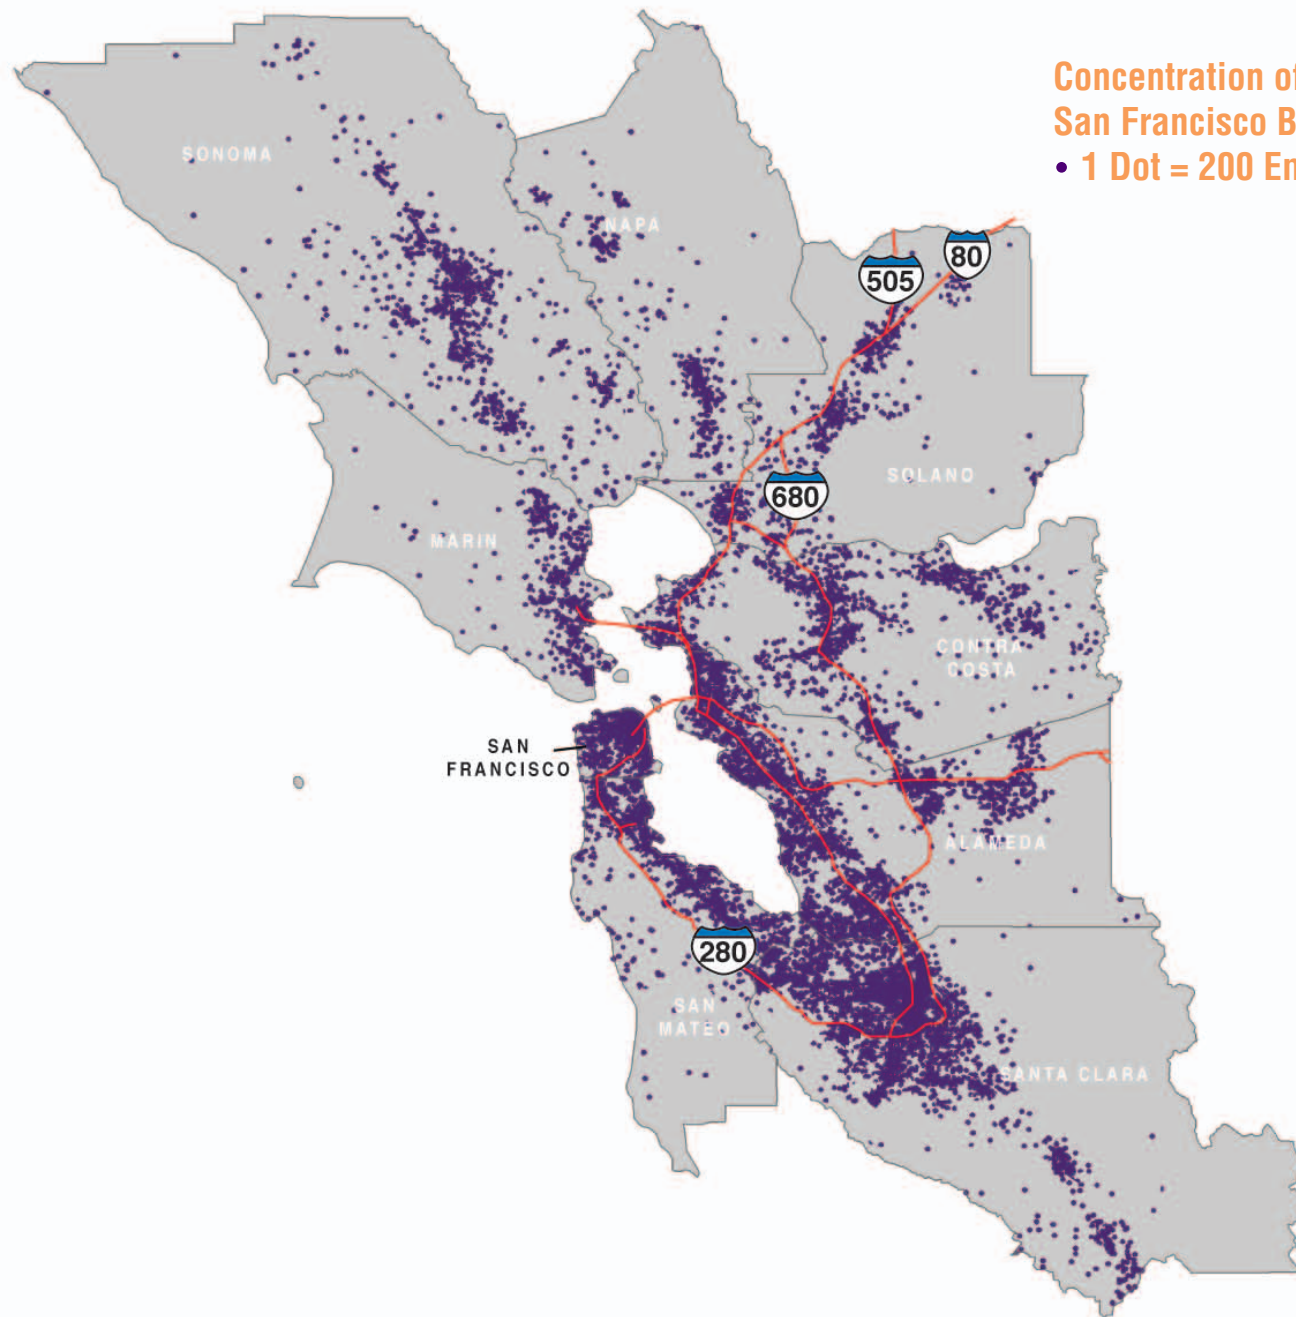 Concentration of
San Francisco B
• 1 Dot = 200 En
SONOMA
NAPA
80
505
SOLANO
680
MARIN
CONTRA
COSTA
SAN
FRANCISCO
ALAMEDA
280
SAN
MATEO
SANTA CLARA